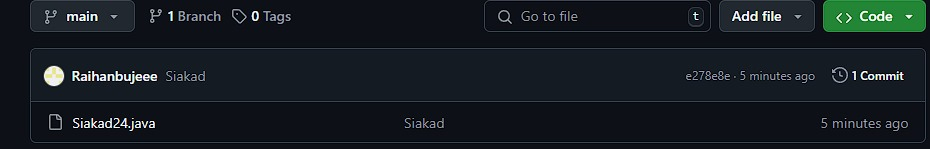 main 1 Branch 0 Tags Go to file t Add file Code
Raihanbujeee Siakad e278e8e · 5 minutes ago 1 Commit
Siakad24.java Siakad 5 minutes ago